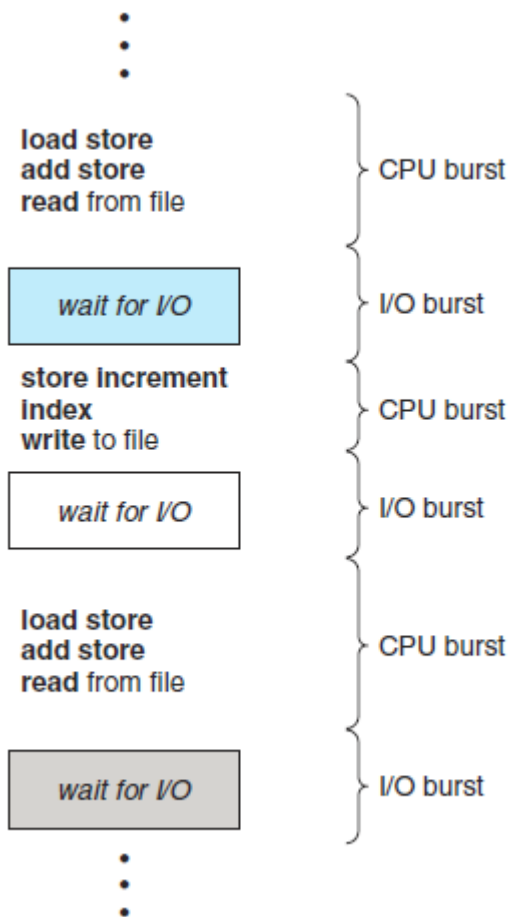 load store
add store
read from file
CPU burst
wait for I/O
I/O burst
store increment
index
write to file
CPU burst
wait for I/O
I/O burst
load store
add store
read from file
CPU burst
wait for I/O
I/O burst